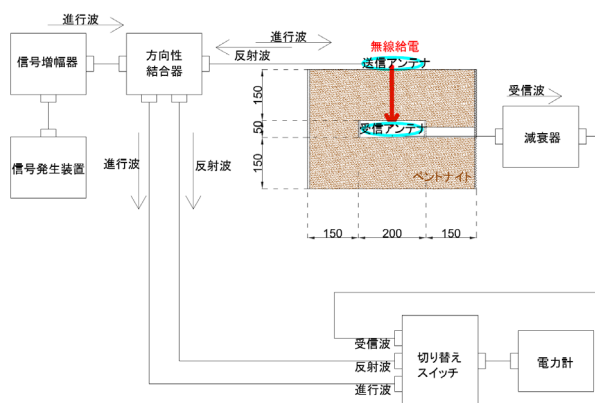 進行波
信号増幅器
方向性
結合器
進行波
反射波
無線給電
送信アンテナ
受信波
減衰器
150
50
150
受信アンテナ
信号発生装置
進行波
反射波
ベントナイト
150
200
150
受信波
反射波
進行波
切り替え
スイッチ
電力計